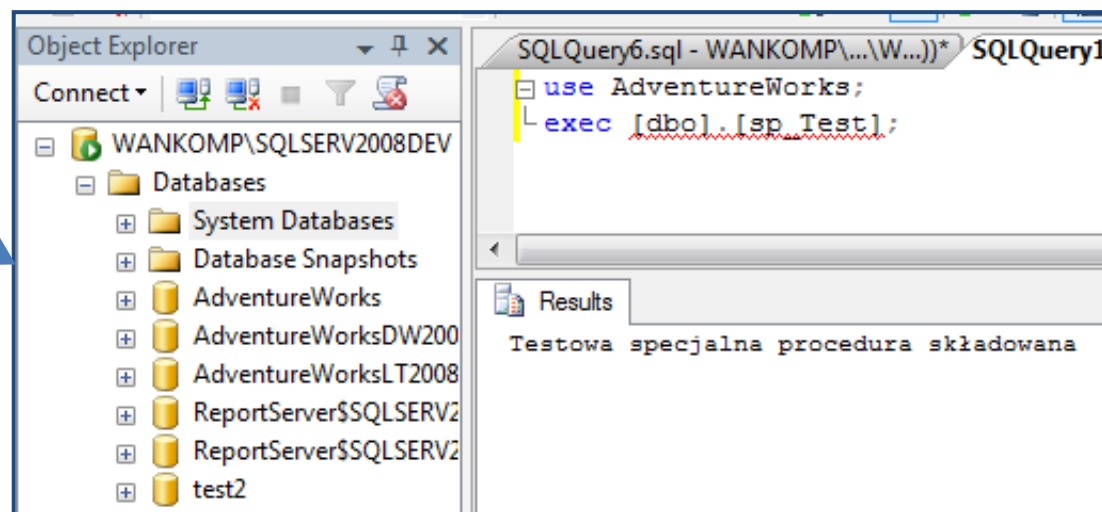 Object Explorer
Connect
WANKOMP\SQLSERV2008DEV
Databases
System Databases
Database Snapshots
AdventureWorks
AdventureWorksDW200
AdventureWorksLT2008
ReportServer$SQLSERV2
ReportServer$SQLSERV2
test2
SQLQuery6.sql - WANKOMP\...\W...))* SQLQuery1
use AdventureWorks;
exec [dbo].[sp_Test];
Results
Testowa specjalna procedura składowana